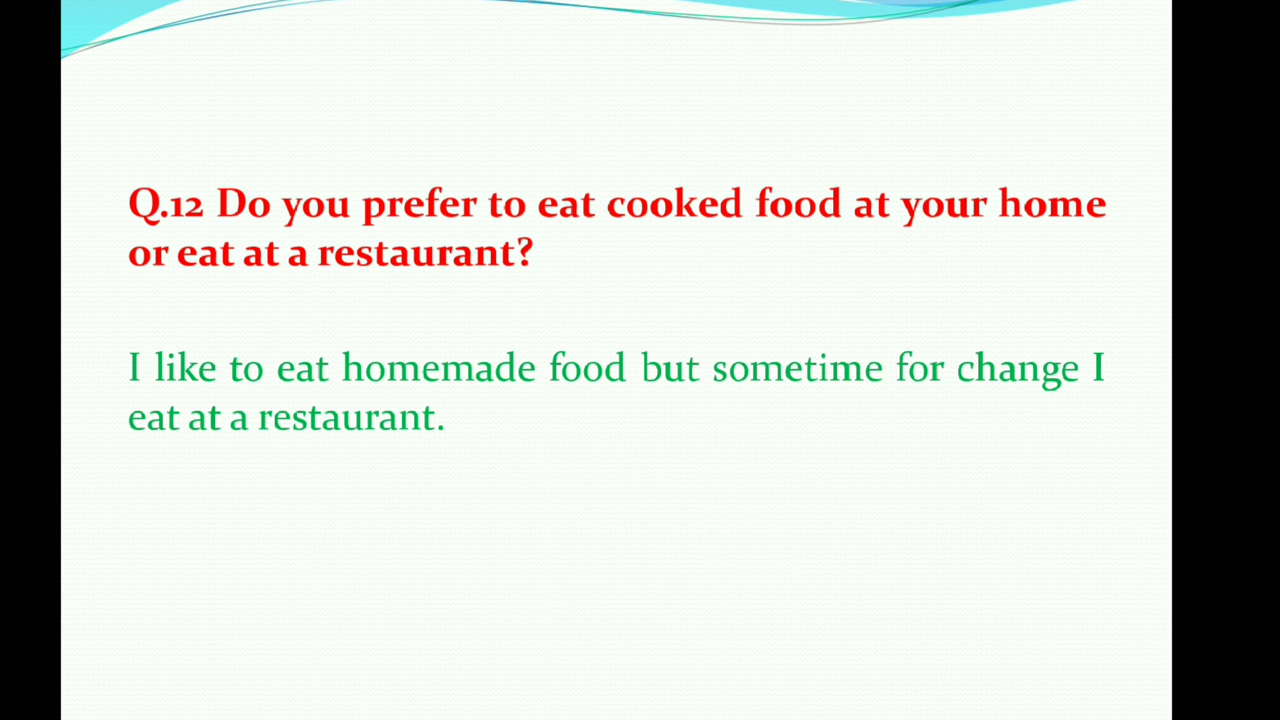 Q.12 Do you prefer to eat cooked food at your home
or eat at a restaurant?
I like to eat homemade food but sometime for change I
eat at a restaurant.